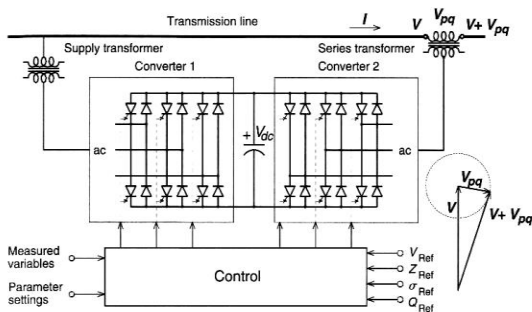 Transmission line
I
V
Vpq
V+ Vpq
Supply transformer
Series transformer
Converter 1
Converter 2
ac
+ Vdc
ac
Vpq
V
V+ Vpq
Measured
variables
Parameter
settings
Control
VRef
ZRef
σRef
QRef